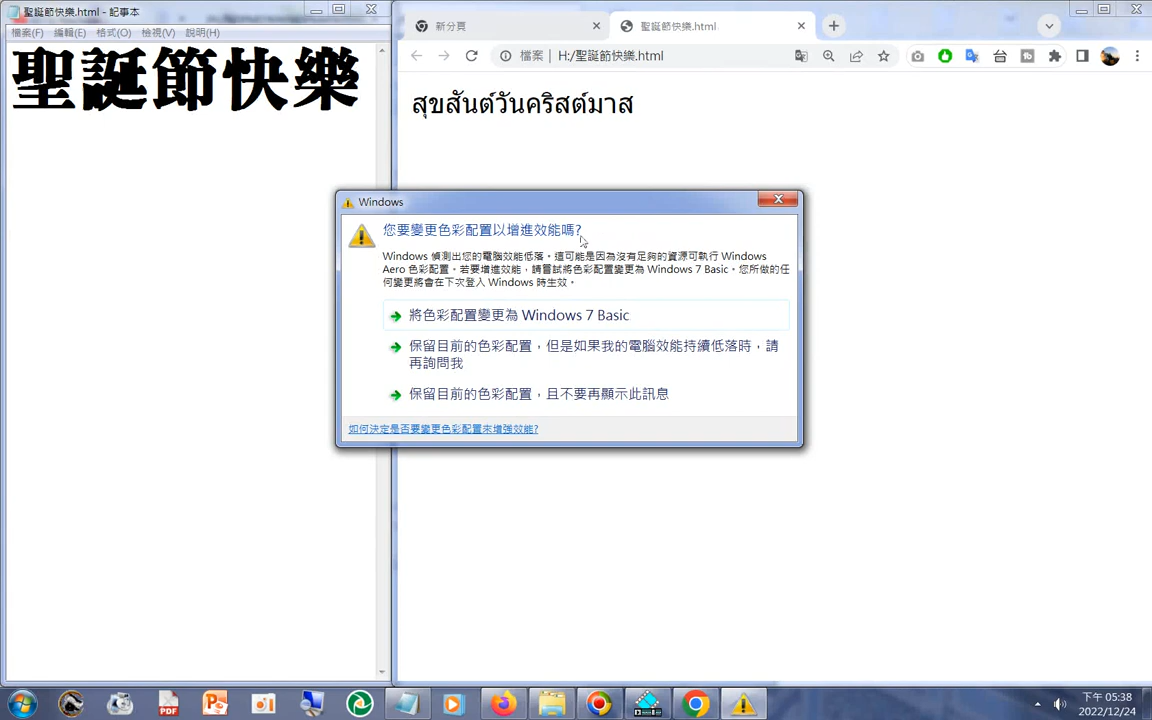 聖誕節快樂.html - 記事本
檔案(F) 編輯(E) 格式(O) 檢視(V) 說明(H)
聖誕節快樂
新分頁
聖誕節快樂.html
檔案 | H:/聖誕節快樂.html
สุขสันต์วันคริสต์มาส
Windows
您要變更色彩配置以增進效能嗎?
Windows 偵測出您的電腦效能低落。這可能是因為沒有足夠的資源可執行 Windows
Aero 色彩配置。若要增進效能，請嘗試將色彩配置變更為 Windows 7 Basic。您所做的任
何變更將會在下次登入 Windows 時生效。
將色彩配置變更為 Windows 7 Basic
保留目前的色彩配置，但是如果我的電腦效能持續低落時，請
再詢問我
保留目前的色彩配置，且不要再顯示此訊息
如何決定是否要變更色彩配置來增強效能?
下午 05:38
2022/12/24